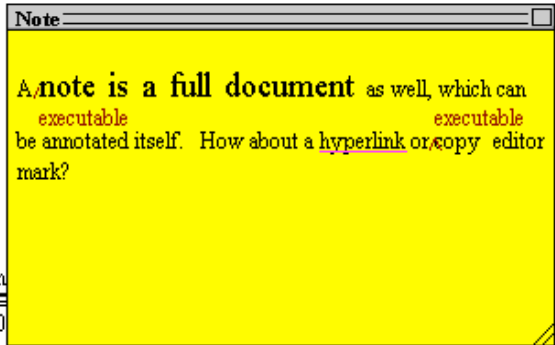 Note
A note is a full document as well, which can
executable executable
be annotated itself. How about a hyperlink or copy editor
mark?